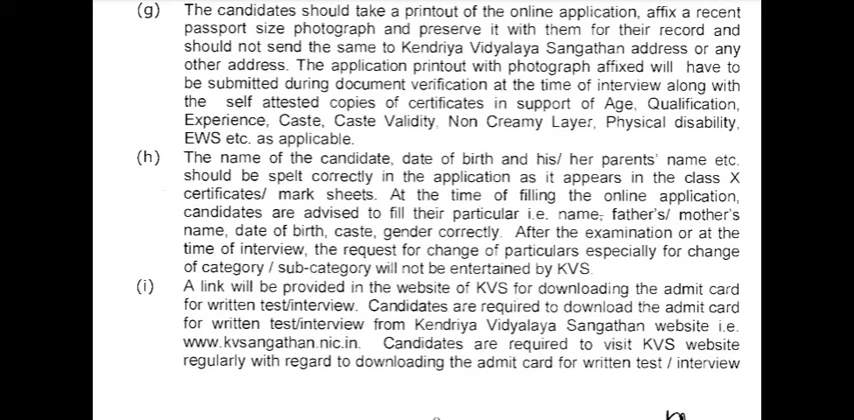 (g) The candidates should take a printout of the online application, affix a recent
passport size photograph and preserve it with them for their record and
should not send the same to Kendriya Vidyalaya Sangathan address or any
other address. The application printout with photograph affixed will have to
be submitted during document verification at the time of interview along with
the self attested copies of certificates in support of Age, Qualification,
Experience, Caste, Caste Validity, Non Creamy Layer, Physical disability,
EWS etc. as applicable.
(h) The name of the candidate, date of birth and his/ her parents' name etc.
should be spelt correctly in the application as it appears in the class X
certificates/ mark sheets. At the time of filling the online application,
candidates are advised to fill their particular i.e. name, father's/ mother's
name, date of birth, caste, gender correctly. After the examination or at the
time of interview, the request for change of particulars especially for change
of category / sub-category will not be entertained by KVS.
(i) A link will be provided in the website of KVS for downloading the admit card
for written test/interview. Candidates are required to download the admit card
for written test/interview from Kendriya Vidyalaya Sangathan website i.e.
www.kvsangathan.nic.in. Candidates are required to visit KVS website
regularly with regard to downloading the admit card for written test / interview